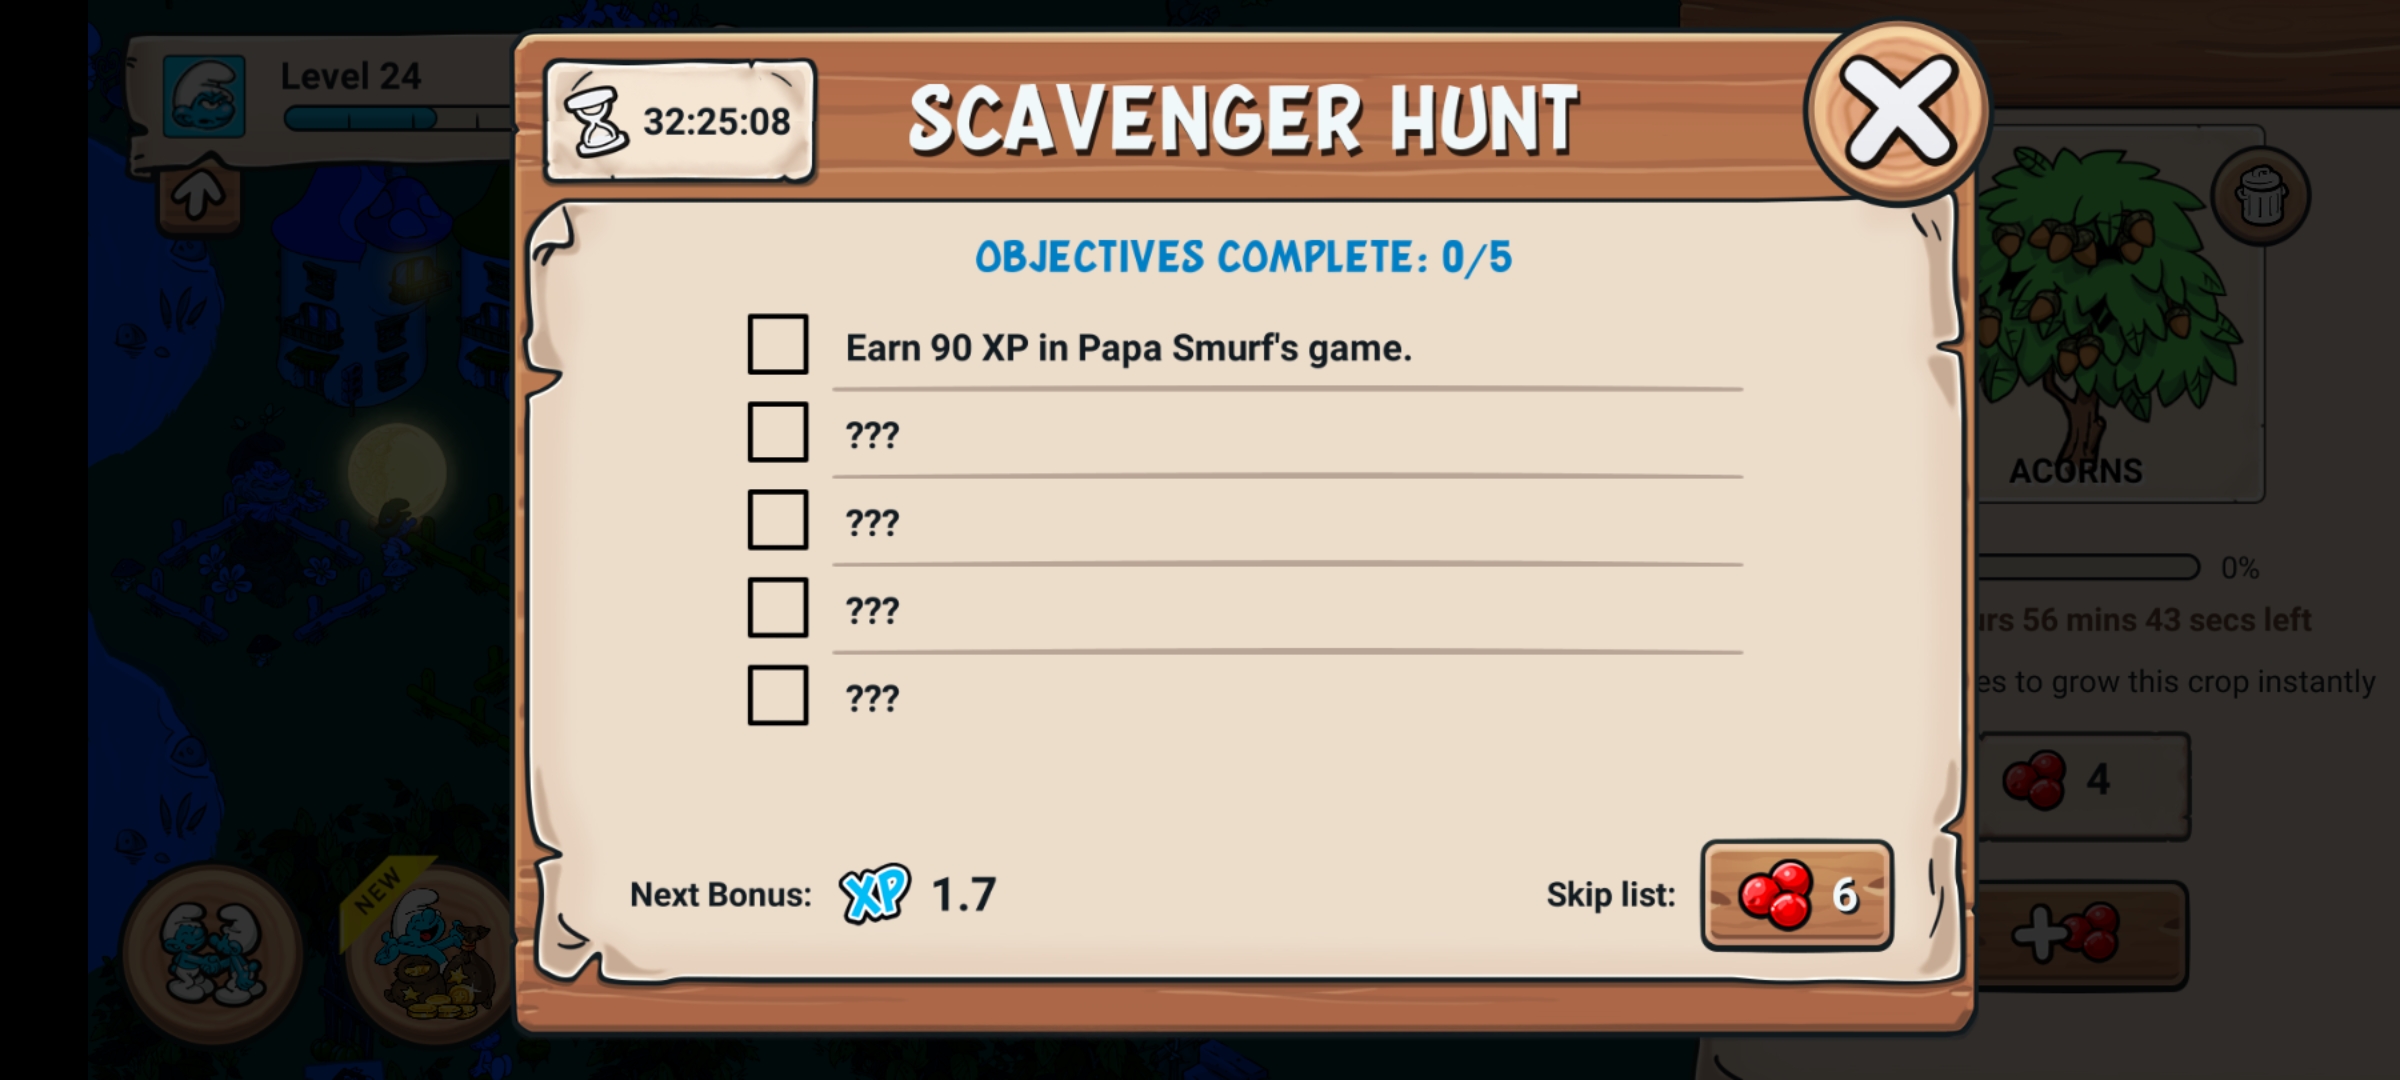 Level 24
32:25:08
SCAVENGER HUNT
OBJECTIVES COMPLETE: 0/5
Earn 90 XP in Papa Smurf's game.
???
???
???
???
Next Bonus: XP 1.7
Skip list: 6
NEW
ACORNS
0%
56 mins 43 secs left
to grow this crop instantly
4
+